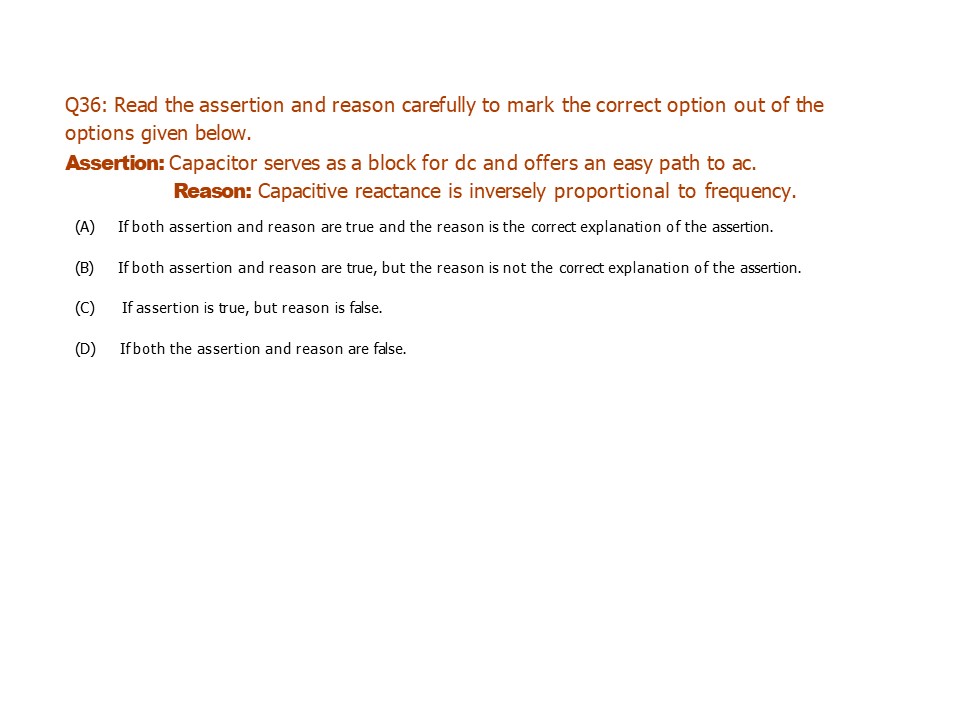 Q36: Read the assertion and reason carefully to mark the correct option out of the
options given below.
Assertion: Capacitor serves as a block for dc and offers an easy path to ac.
Reason: Capacitive reactance is inversely proportional to frequency.
(A) If both assertion and reason are true and the reason is the correct explanation of the assertion.
(B) If both assertion and reason are true, but the reason is not the correct explanation of the assertion.
(C) If assertion is true, but reason is false.
(D) If both the assertion and reason are false.